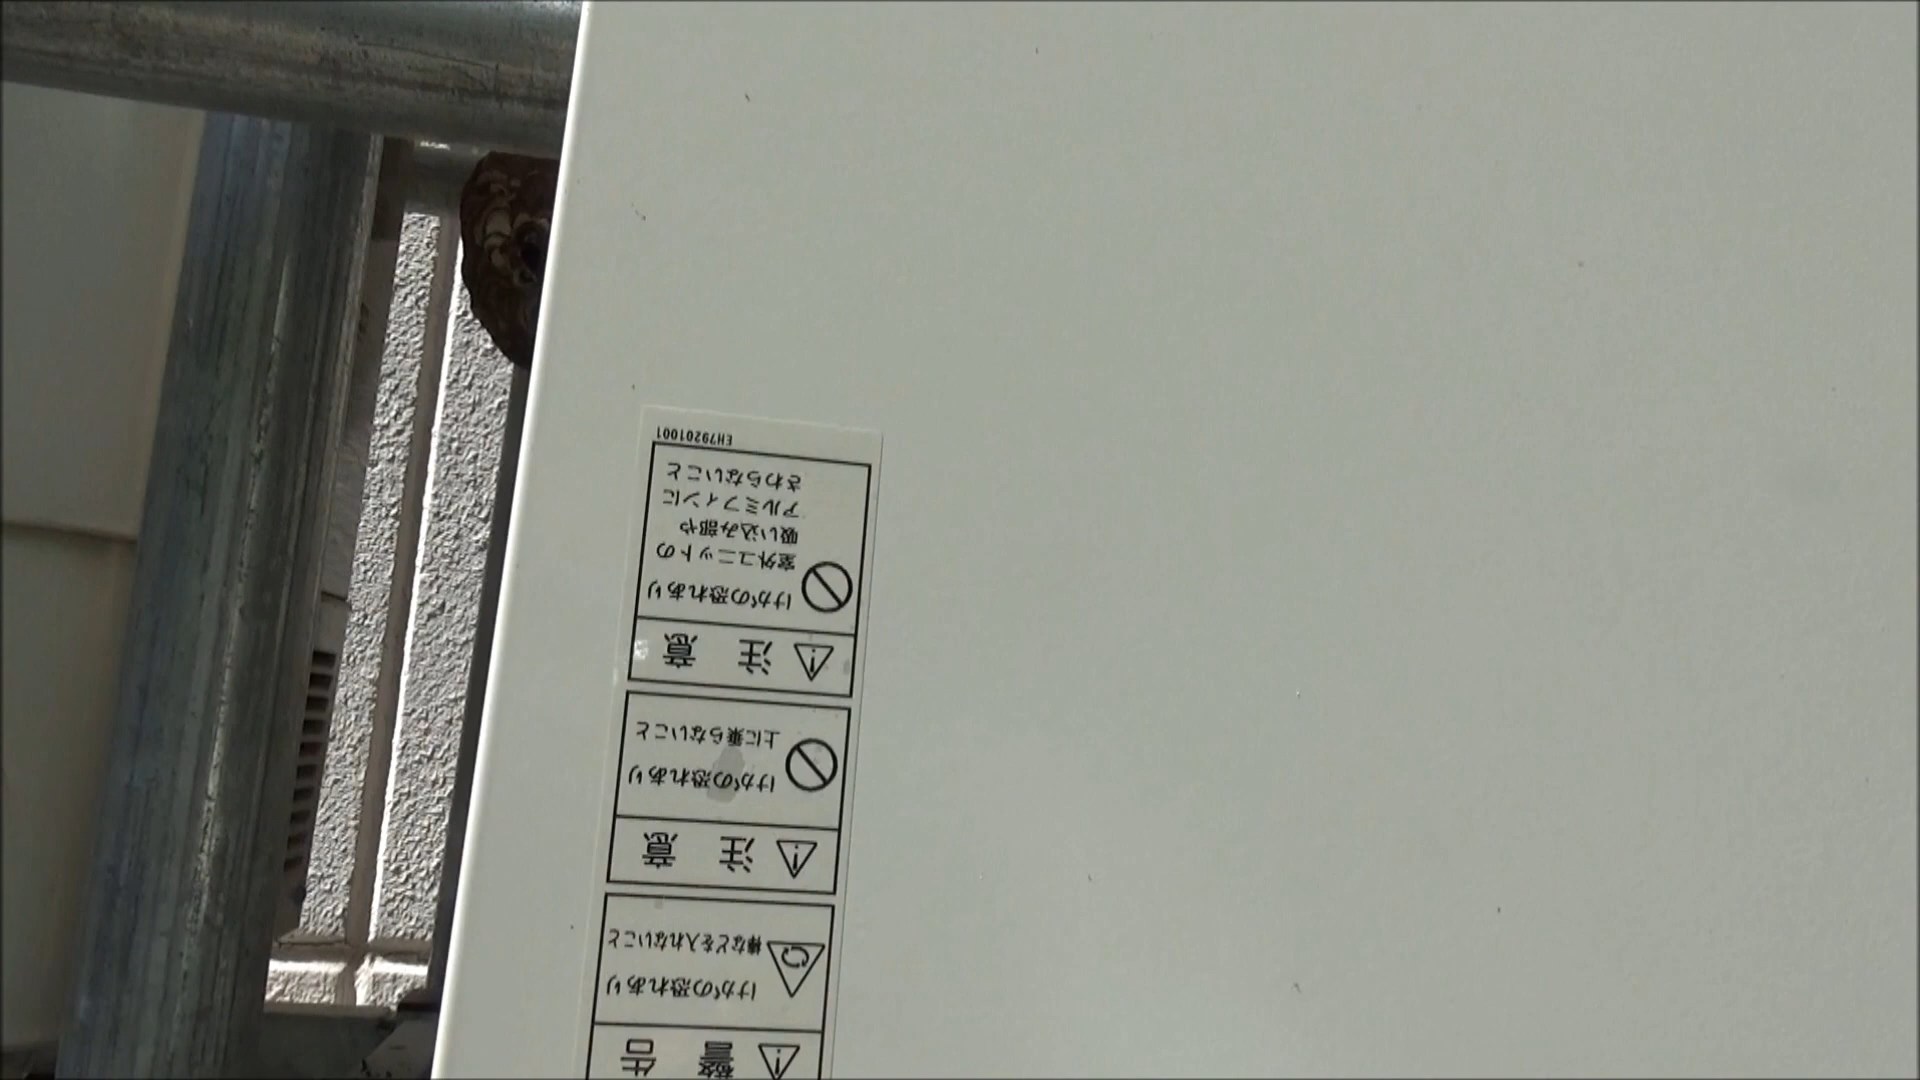 警 告
けがの恐れあり
棒などを入れないこと
注 意
けがの恐れあり
上に乗らないこと
注 意
けがの恐れあり
室外ユニットの
吸い込み部や
アルミフィンに
さわらないこと
EH79201001